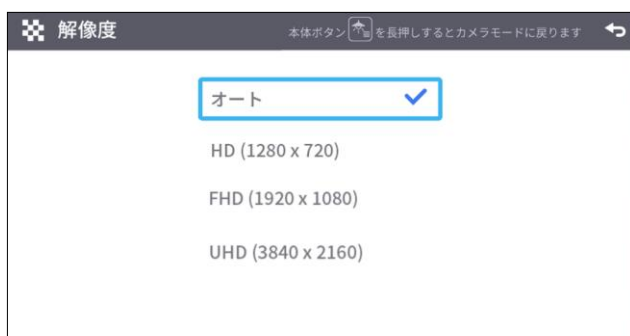 解像度
本体ボタンを長押しするとカメラモードに戻ります
オート
HD (1280 x 720)
FHD (1920 x 1080)
UHD (3840 x 2160)